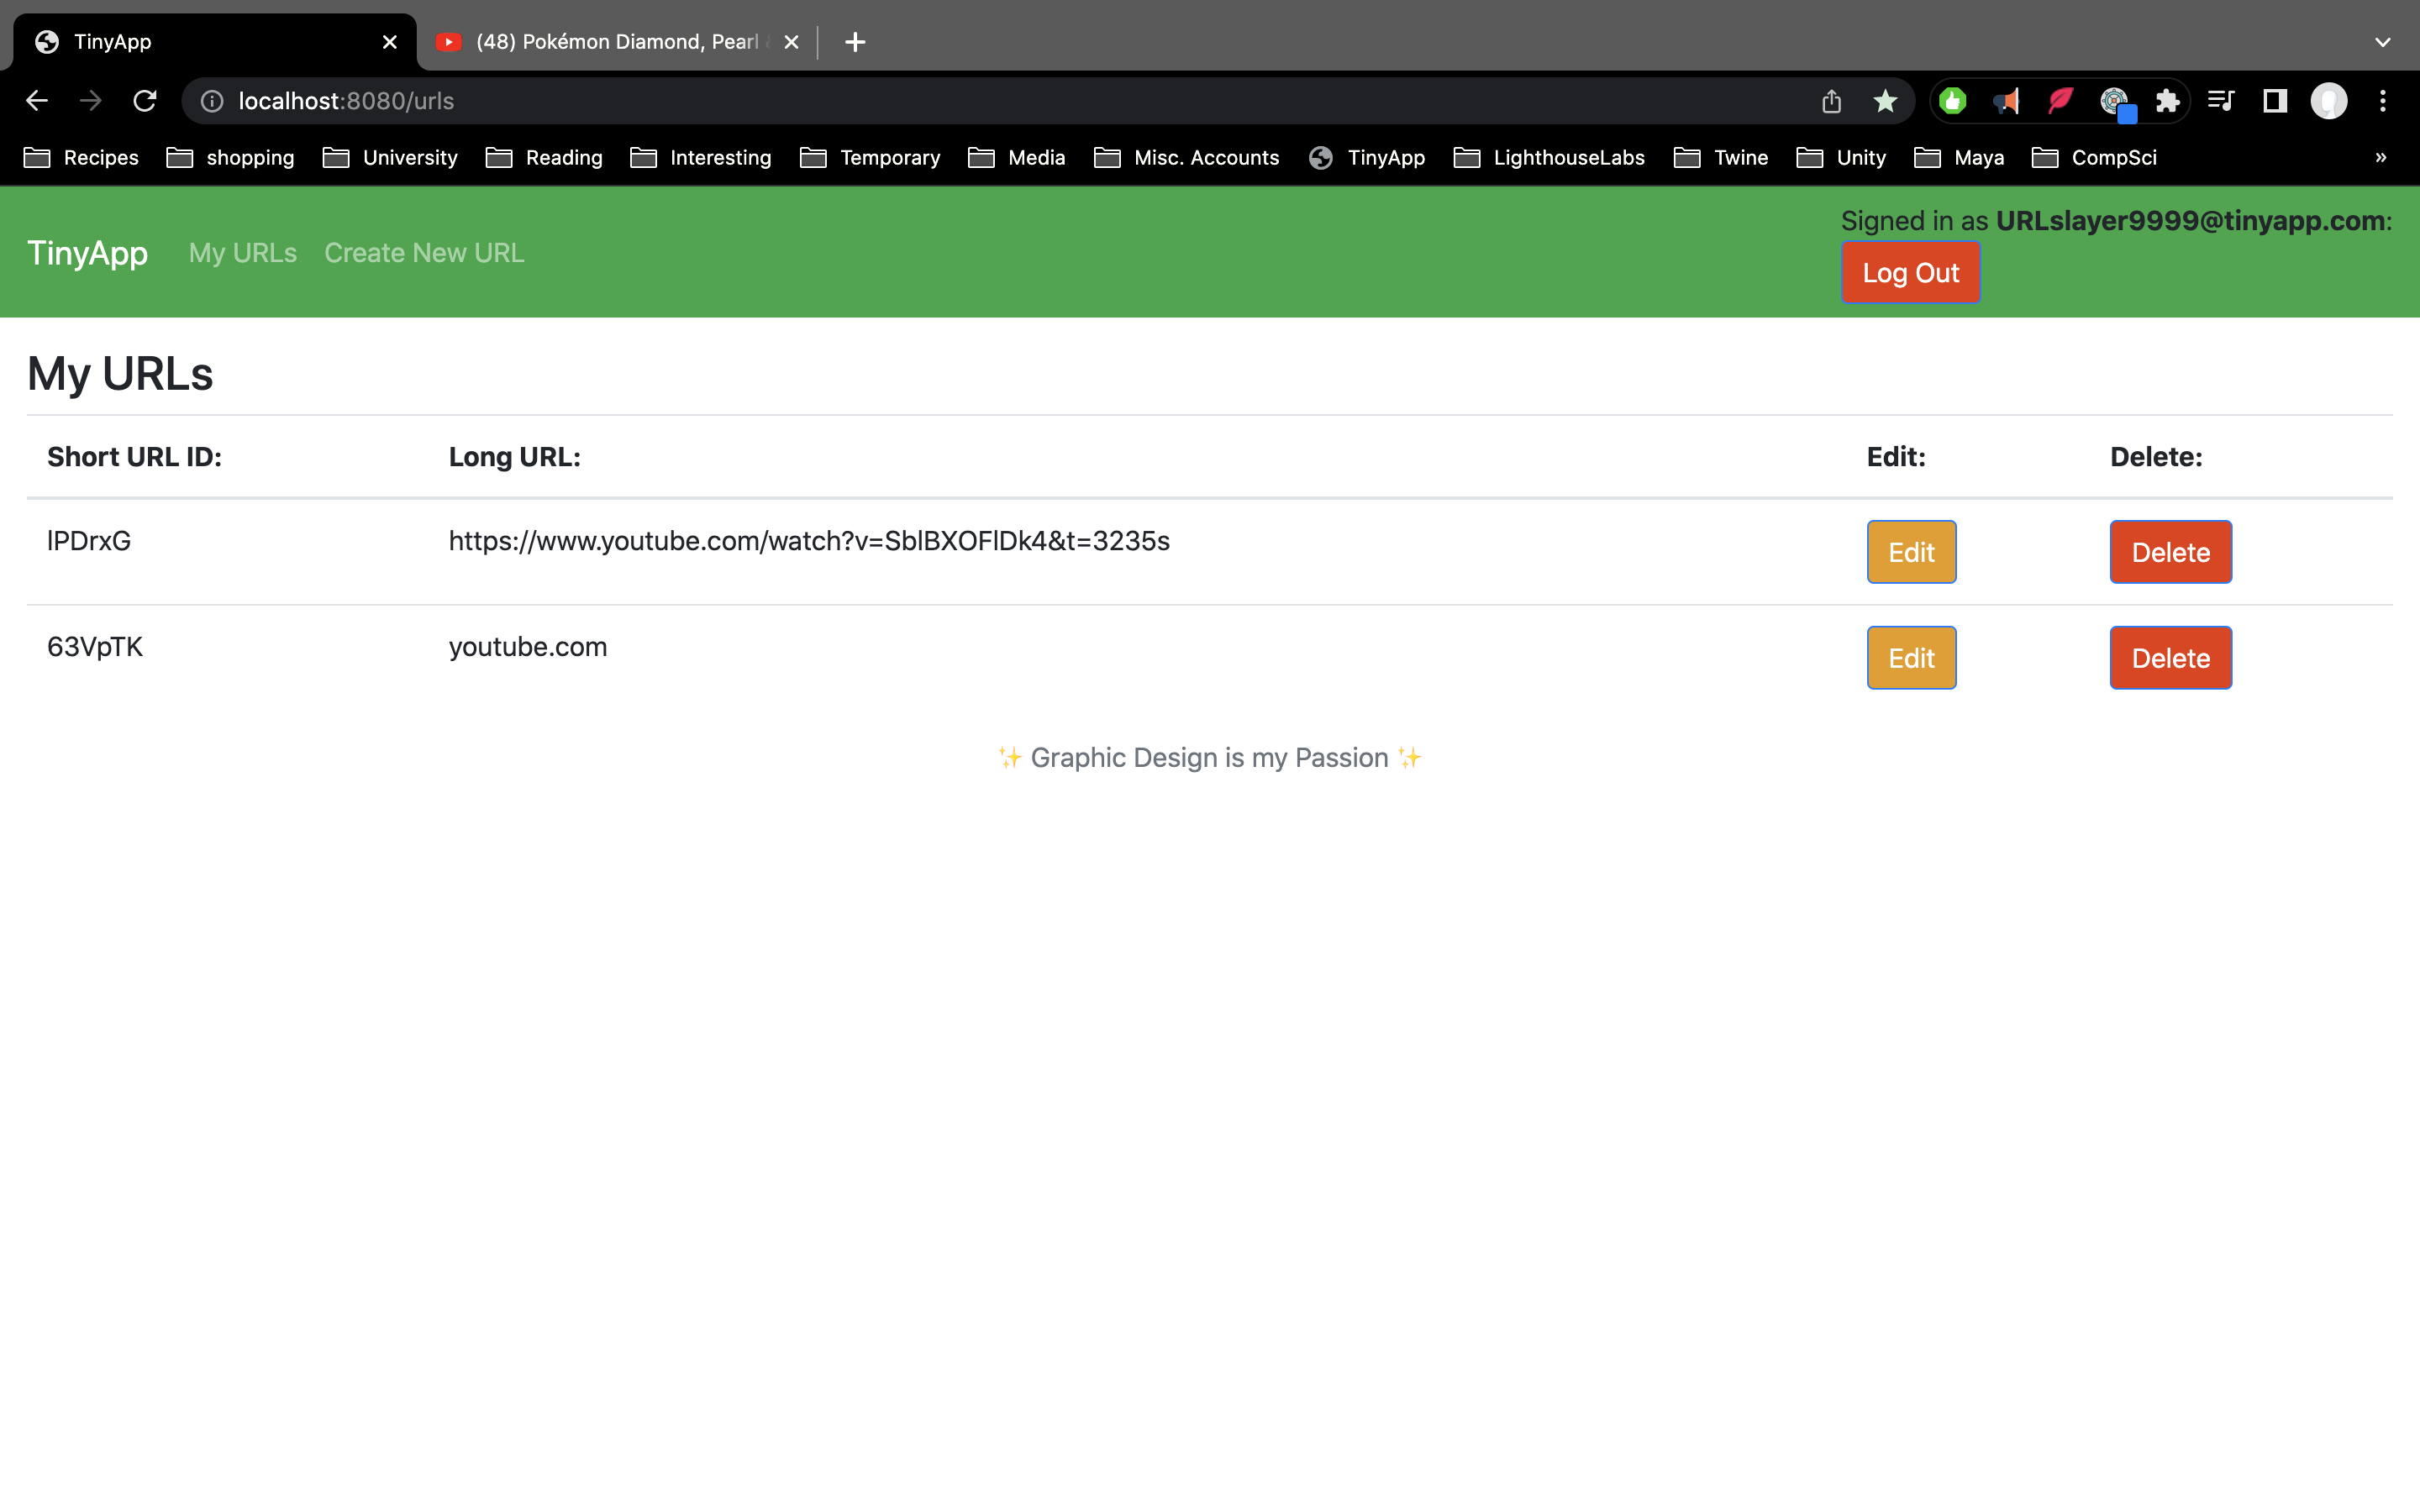 TinyApp
(48) Pokémon Diamond, Pearl
localhost:8080/urls
Recipes shopping University Reading Interesting Temporary Media Misc. Accounts TinyApp LighthouseLabs Twine Unity Maya CompSci »
TinyApp My URLs Create New URL
Signed in as URLslayer9999@tinyapp.com:
Log Out
My URLs
Short URL ID: Long URL: Edit: Delete:
lPDrxG https://www.youtube.com/watch?v=SblBXOFlDk4&t=3235s Edit Delete
63VpTK youtube.com Edit Delete
✨ Graphic Design is my Passion ✨